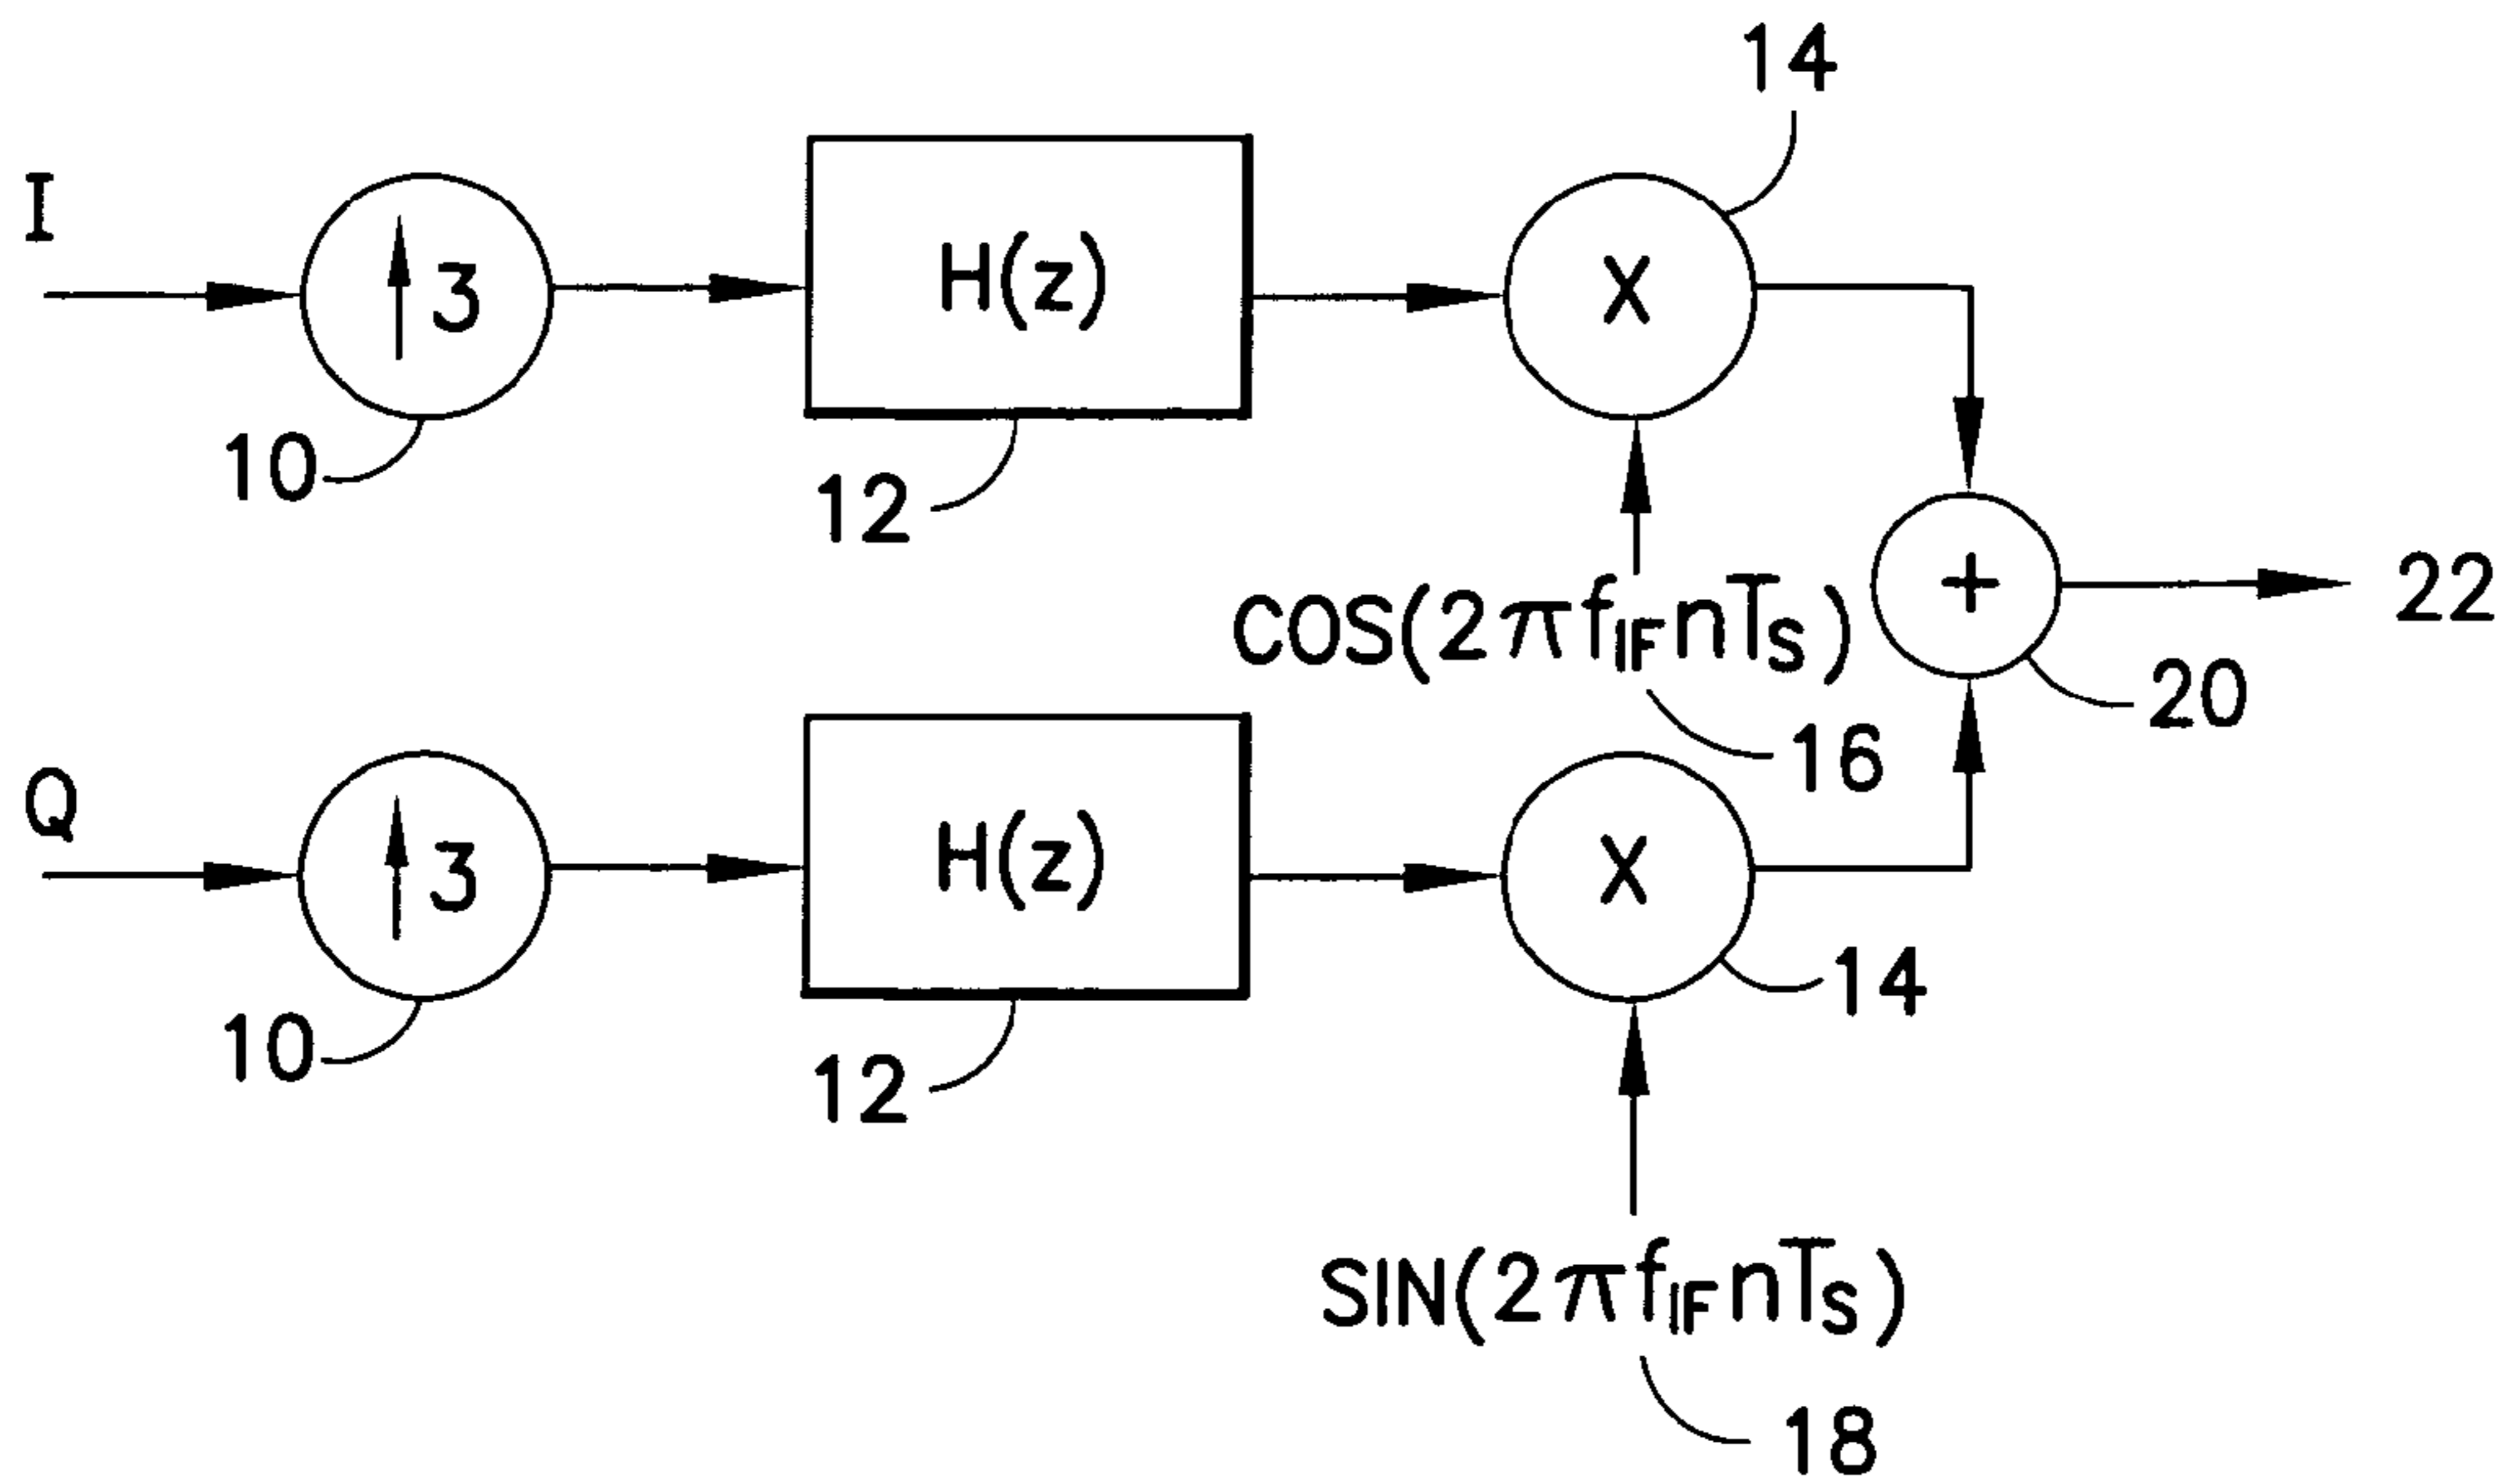 14
I
↑ 3
H(z)
X
10
12
COS(2πf_IF nT_S)
+
22
20
16
Q
↑ 3
H(z)
X
14
10
12
SIN(2πf_IF nT_S)
18